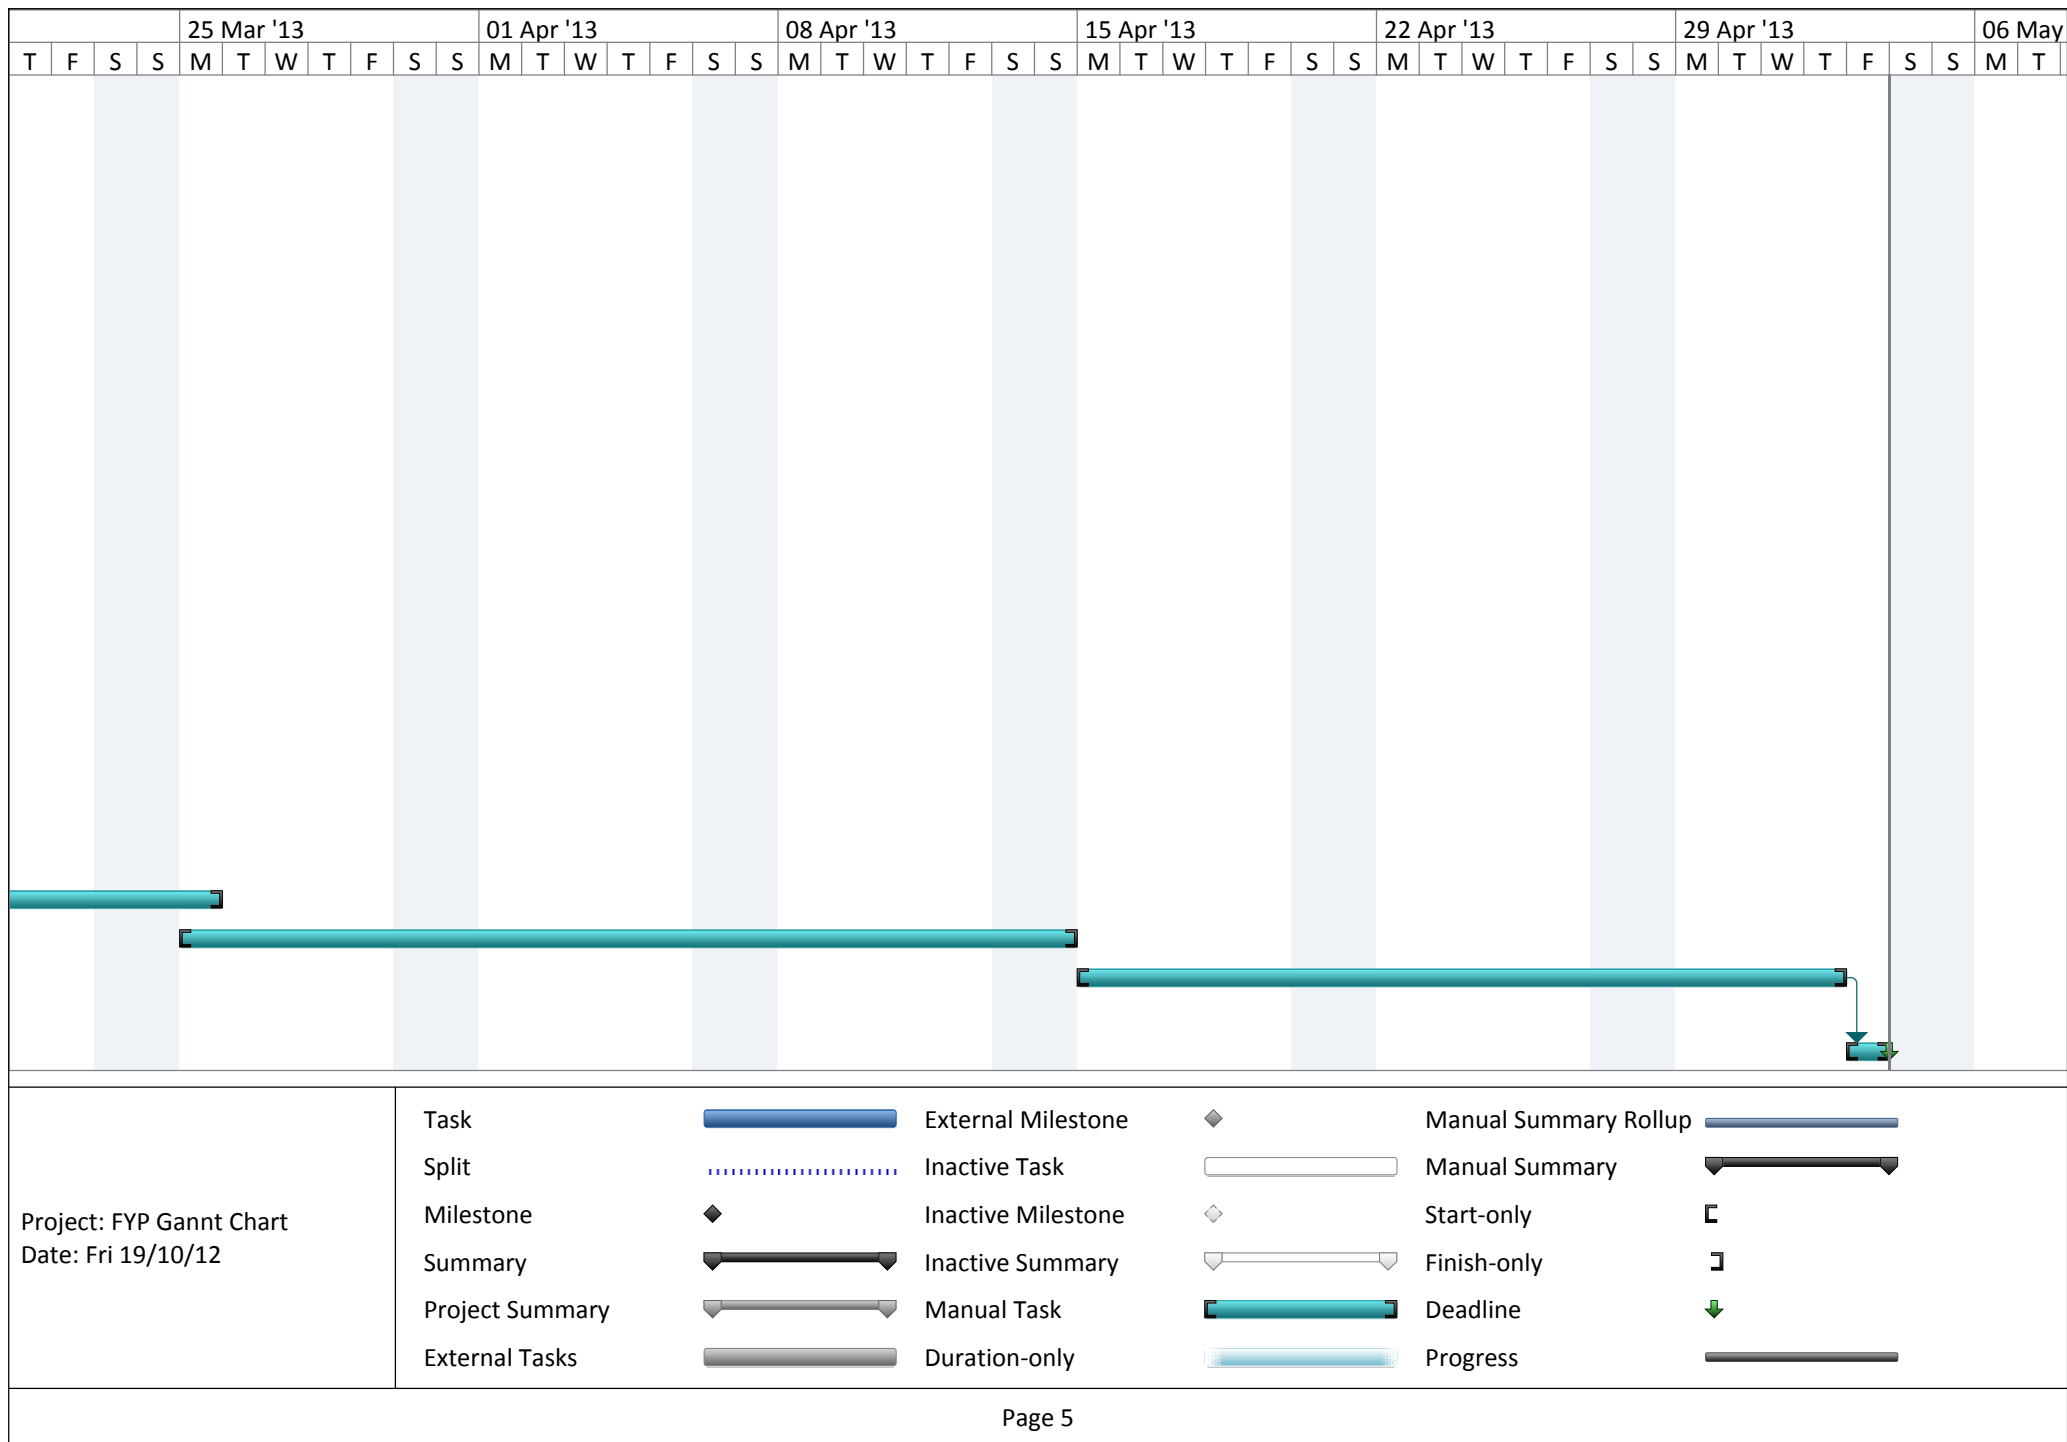 25 Mar '13 01 Apr '13 08 Apr '13 15 Apr '13 22 Apr '13 29 Apr '13 06 May
T F S S M T W T F S S M T W T F S S M T W T F S S M T W T F S S M T W T F S S M T W T F S S M T
Task External Milestone Manual Summary Rollup
Split Inactive Task Manual Summary
Milestone Inactive Milestone Start-only
Summary Inactive Summary Finish-only
Project Summary Manual Task Deadline
External Tasks Duration-only Progress
Project: FYP Gannt Chart
Date: Fri 19/10/12
Page 5